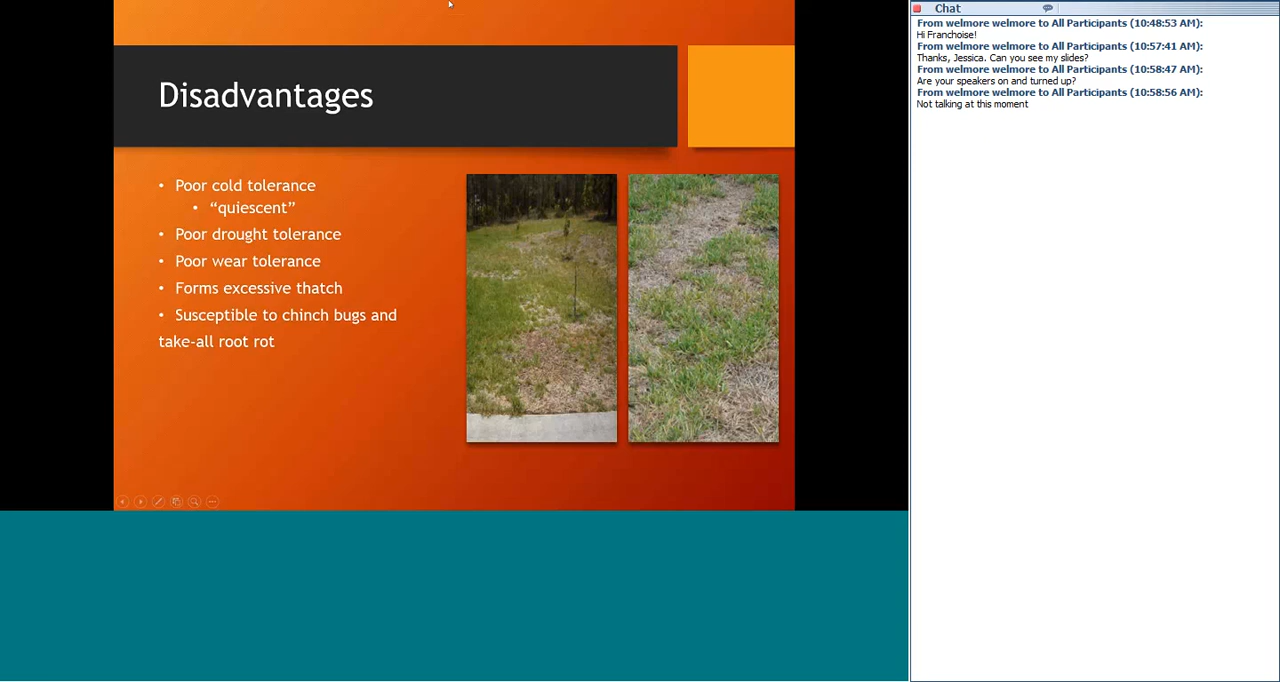 Disadvantages
• Poor cold tolerance
• “quiescent”
• Poor drought tolerance
• Poor wear tolerance
• Forms excessive thatch
• Susceptible to chinch bugs and
take-all root rot
Chat
From welmore welmore to All Participants (10:48:53 AM):
Hi Franchoise!
From welmore welmore to All Participants (10:57:41 AM):
Thanks, Jessica. Can you see my slides?
From welmore welmore to All Participants (10:58:47 AM):
Are your speakers on and turned up?
From welmore welmore to All Participants (10:58:56 AM):
Not talking at this moment